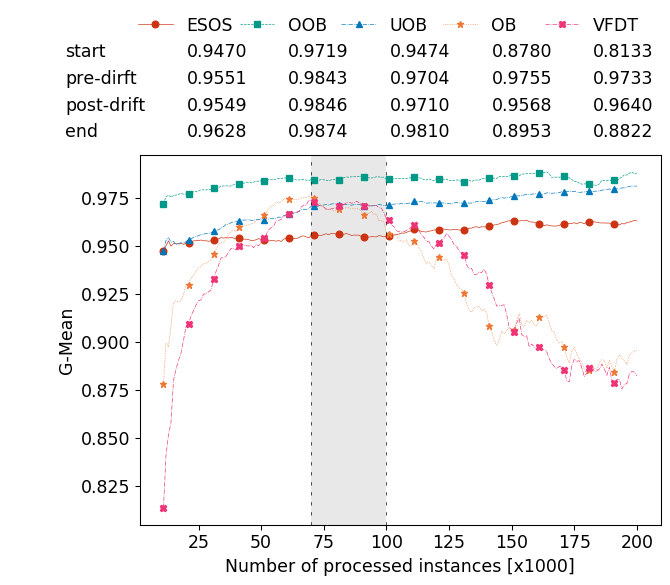 ESOS OOB UOB OB VFDT
start 0.9470 0.9719 0.9474 0.8780 0.8133
pre-dirft 0.9551 0.9843 0.9704 0.9755 0.9733
post-drift 0.9549 0.9846 0.9710 0.9568 0.9640
end 0.9628 0.9874 0.9810 0.8953 0.8822
0.975
0.950
0.925
0.900
0.875
0.850
0.825
G-Mean
25 50 75 100 125 150 175 200
Number of processed instances [x1000]